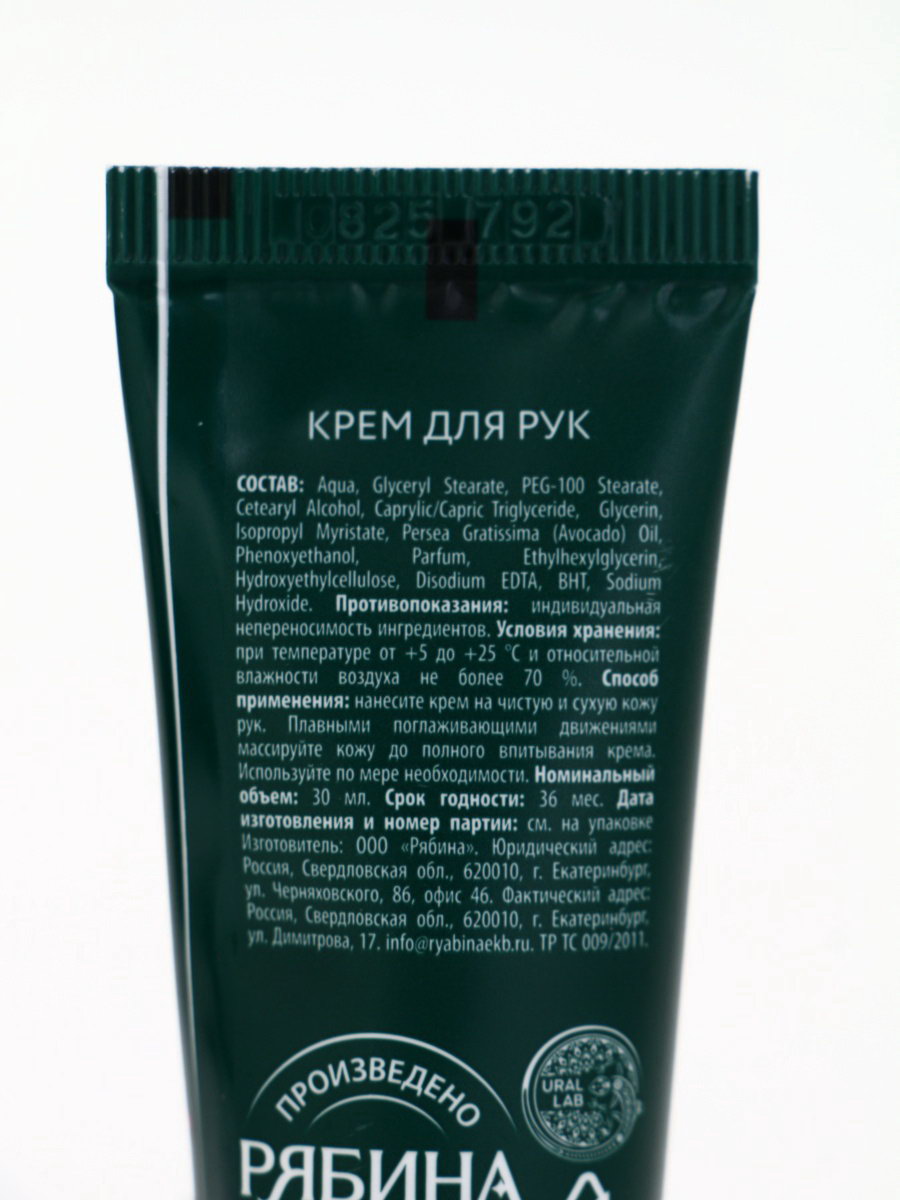 0825 792
КРЕМ ДЛЯ РУК
СОСТАВ: Aqua, Glyceryl Stearate, PEG-100 Stearate,
Cetearyl Alcohol, Caprylic/Capric Triglyceride, Glycerin,
Isopropyl Myristate, Persea Gratissima (Avocado) Oil,
Phenoxyethanol, Parfum, Ethylhexylglycerin,
Hydroxyethylcellulose, Disodium EDTA, BHT, Sodium
Hydroxide. Противопоказания: индивидуальная
непереносимость ингредиентов. Условия хранения:
при температуре от +5 до +25 °C и относительной
влажности воздуха не более 70 %. Способ
применения: нанесите крем на чистую и сухую кожу
рук. Плавными поглаживающими движениями
массируйте кожу до полного впитывания крема.
Используйте по мере необходимости. Номинальный
объем: 30 мл. Срок годности: 36 мес. Дата
изготовления и номер партии: см. на упаковке
Изготовитель: ООО «Рябина». Юридический адрес:
Россия, Свердловская обл., 620010, г. Екатеринбург,
ул. Черняховского, 86, офис 46. Фактический адрес:
Россия, Свердловская обл., 620010, г. Екатеринбург,
ул. Димитрова, 17. info@ryabinaekb.ru. ТР ТС 009/2011.
ПРОИЗВЕДЕНО
URAL
LAB
РЯБИНА